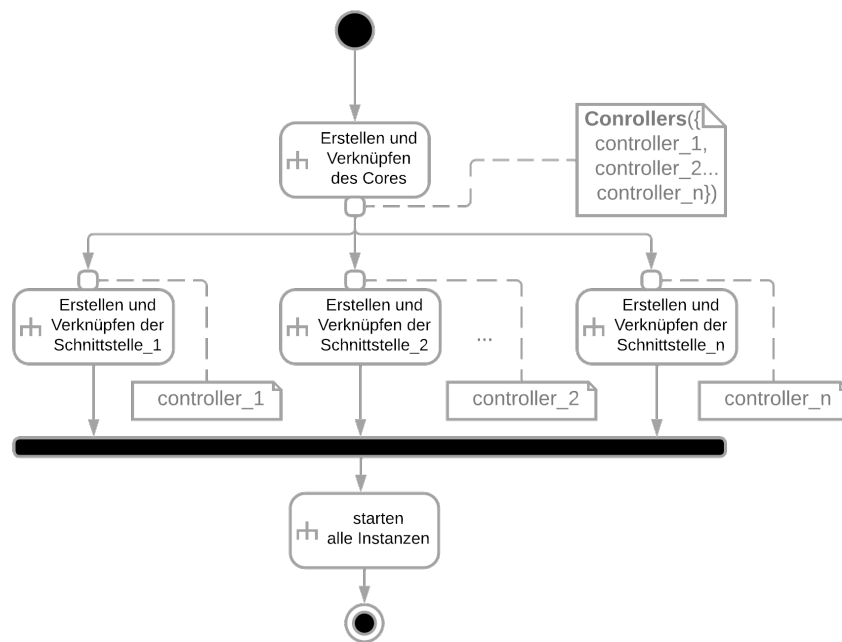 Erstellen und
Verknüpfen
des Cores
Conrollers({
controller_1,
controller_2...
controller_n})
Erstellen und
Verknüpfen der
Schnittstelle_1
Erstellen und
Verknüpfen der
Schnittstelle_2
...
Erstellen und
Verknüpfen der
Schnittstelle_n
controller_1
controller_2
controller_n
starten
alle Instanzen